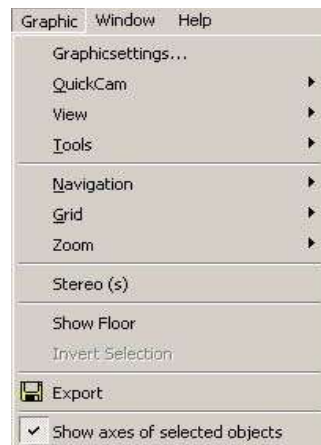 Graphic Window Help
Graphicsettings...
QuickCam
View
Tools
Navigation
Grid
Zoom
Stereo (s)
Show Floor
Invert Selection
Export
Show axes of selected objects